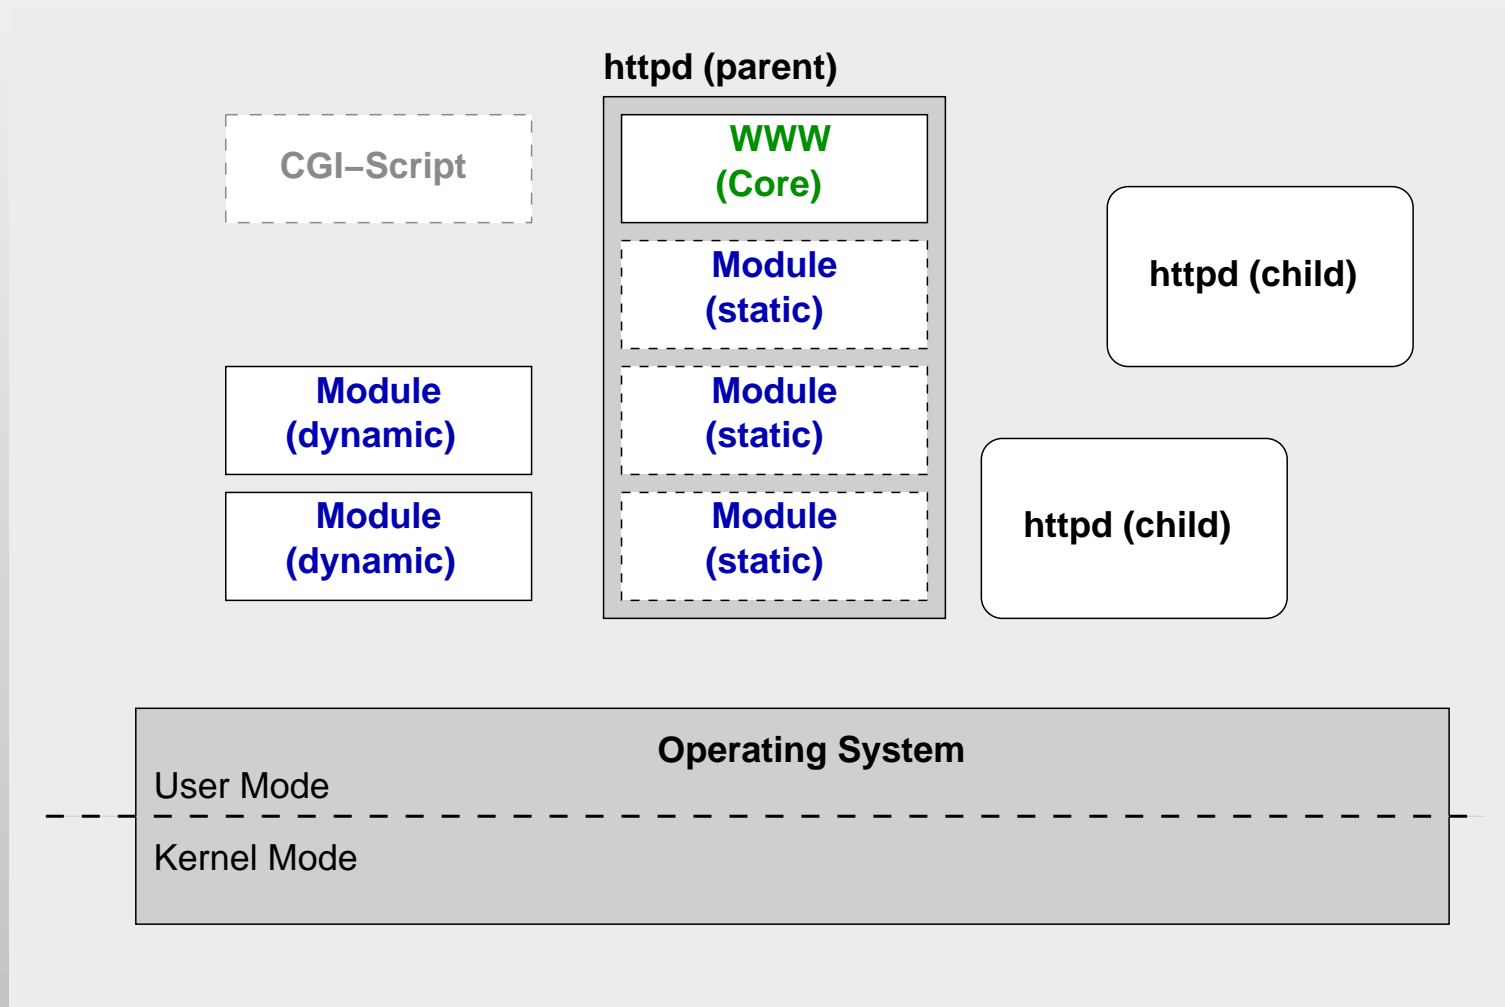 httpd (parent)
CGI–Script
WWW
(Core)
Module
(static)
httpd (child)
Module
(dynamic)
Module
(static)
Module
(dynamic)
Module
(static)
httpd (child)
Operating System
User Mode
Kernel Mode